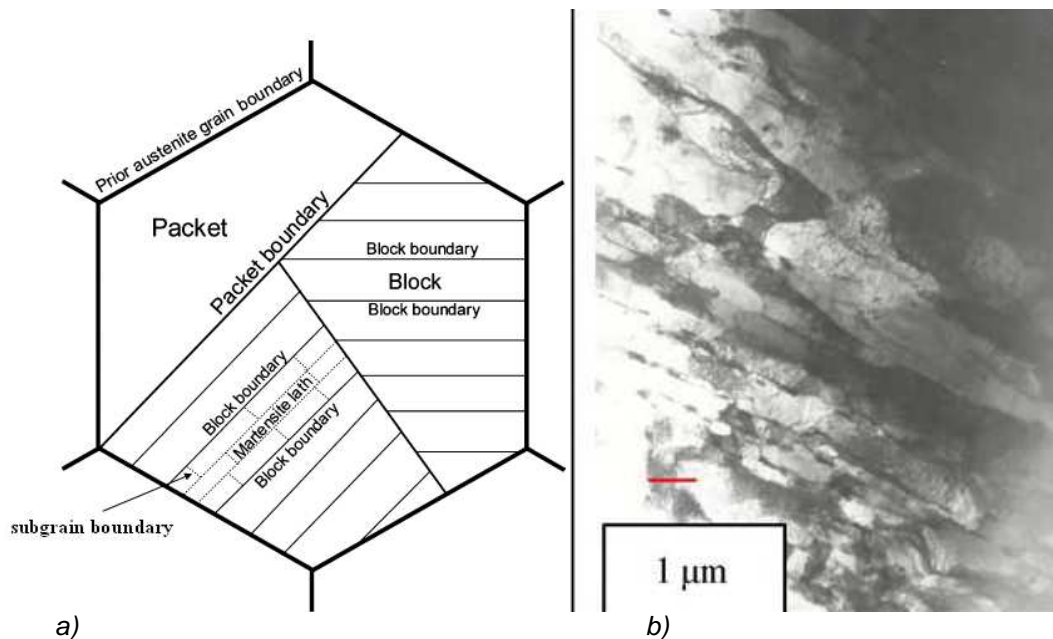 Prior austenite grain boundary
Packet
Packet boundary
Block boundary
Block
Block boundary
Block boundary
Martensite lath
Block boundary
subgrain boundary
1 μm
a)
b)